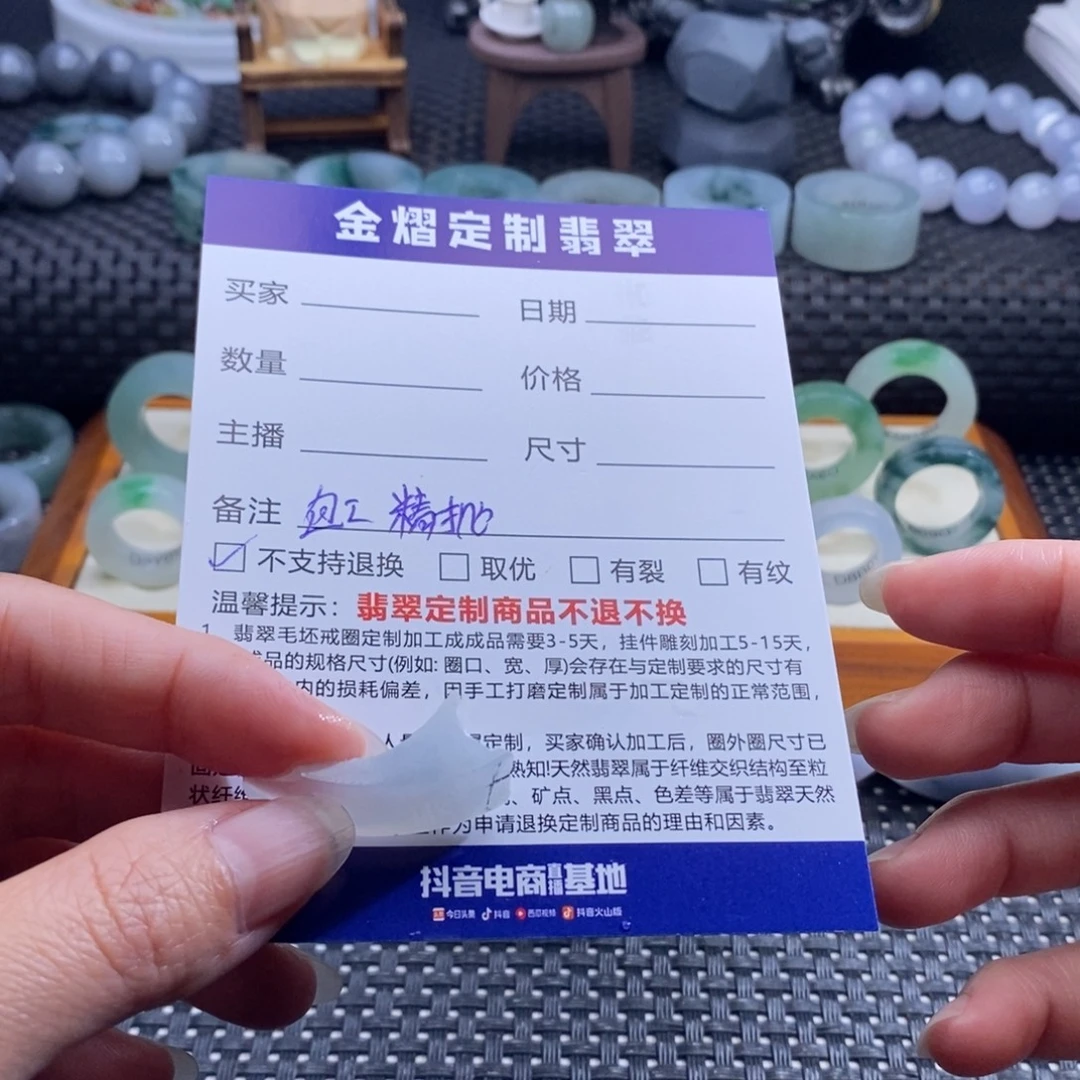 金熠定制翡翠
买家 日期
数量 价格
主播 尺寸
备注 包工 精抛
不支持退换 取优 有裂 有纹
温馨提示：翡翠定制商品不退不换
1、翡翠毛坯戒圈定制加工成成品需要3-5天，挂件雕刻加工5-15天，
成品的规格尺寸(例如: 圈口、宽、厚)会存在与定制要求的尺寸有
内的损耗偏差，因手工打磨定制属于加工定制的正常范围，
定制，买家确认加工后，圈外圈尺寸已
熟知!天然翡翠属于纤维交织结构至粒
状纤 、矿点、黑点、色差等属于翡翠天然
作为申请退换定制商品的理由和因素。
抖音电商直播基地
今日头条 抖音 西瓜视频 抖音火山版